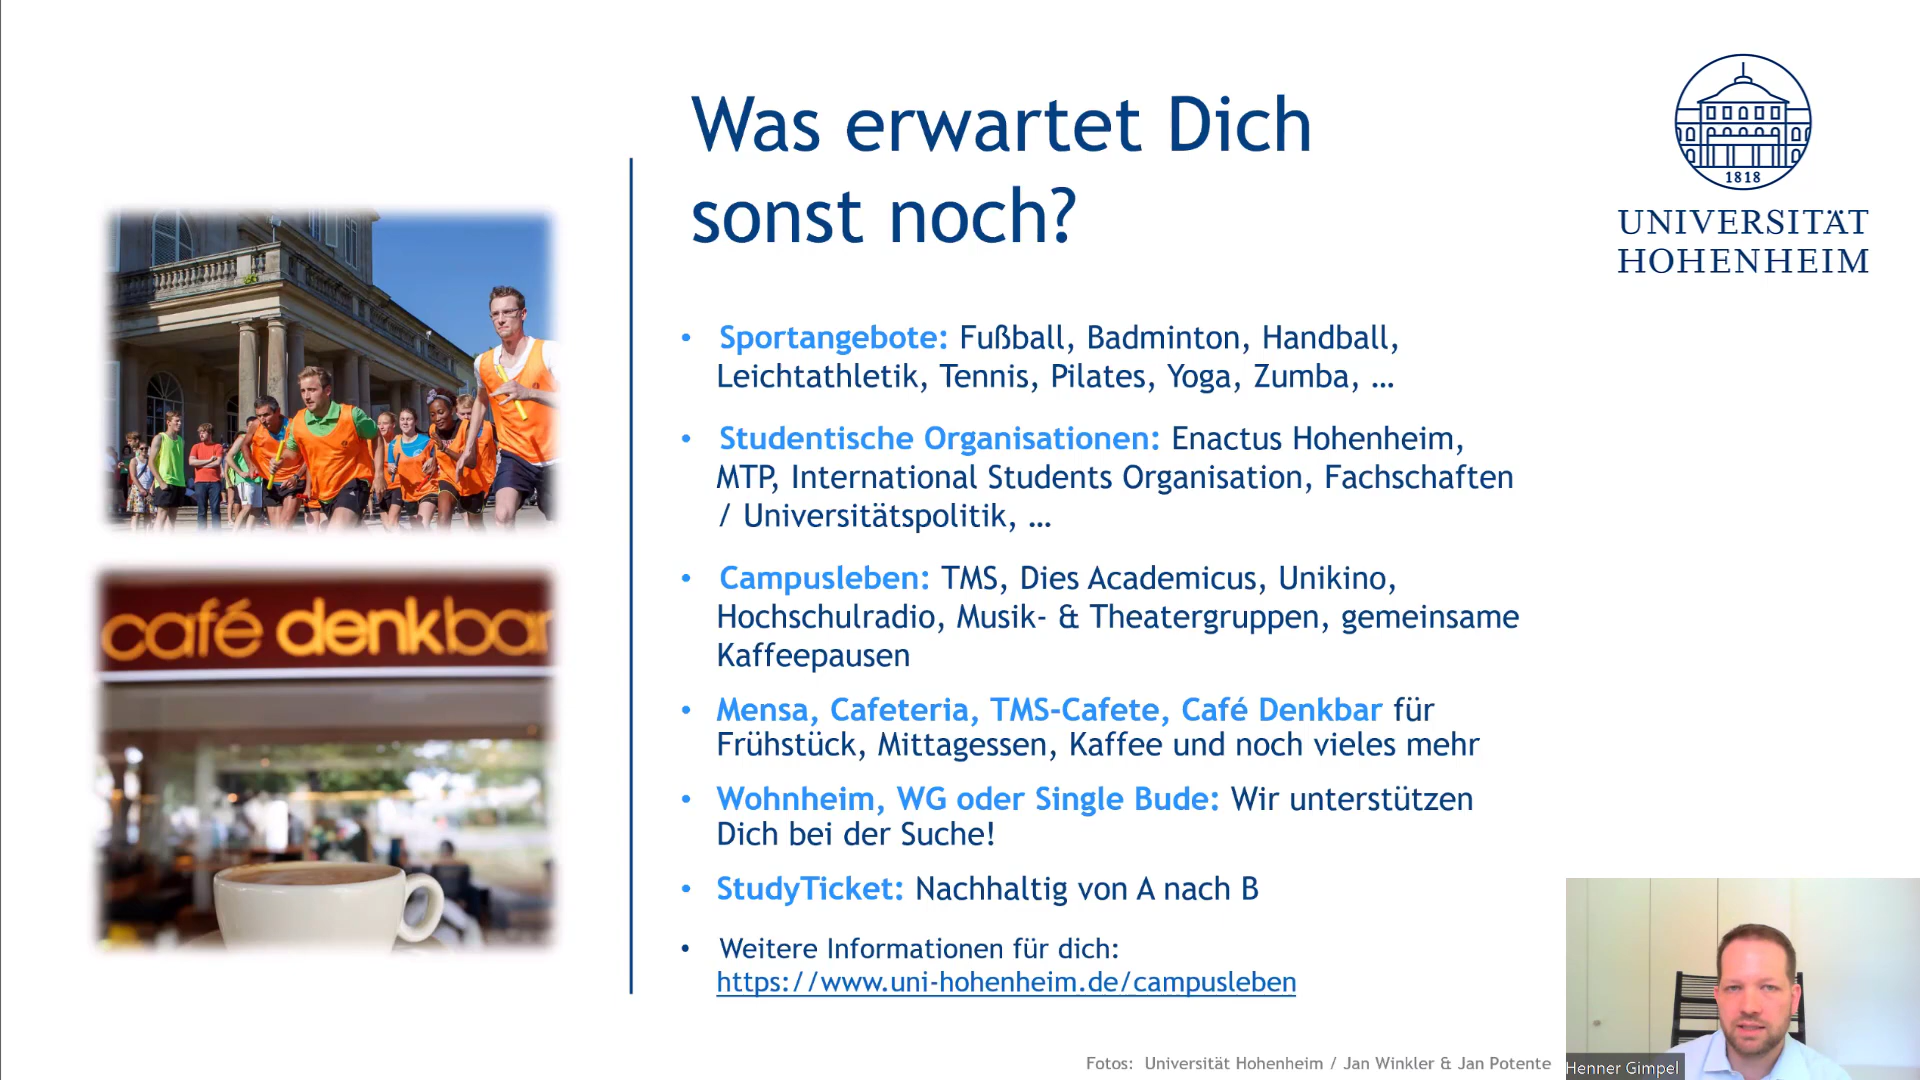 Was erwartet Dich
sonst noch?
1818
UNIVERSITÄT
HOHENHEIM
• Sportangebote: Fußball, Badminton, Handball,
Leichtathletik, Tennis, Pilates, Yoga, Zumba, …
• Studentische Organisationen: Enactus Hohenheim,
MTP, International Students Organisation, Fachschaften
/ Universitätspolitik, …
• Campusleben: TMS, Dies Academicus, Unikino,
Hochschulradio, Musik- & Theatergruppen, gemeinsame
Kaffeepausen
• Mensa, Cafeteria, TMS-Cafete, Café Denkbar für
Frühstück, Mittagessen, Kaffee und noch vieles mehr
• Wohnheim, WG oder Single Bude: Wir unterstützen
Dich bei der Suche!
• StudyTicket: Nachhaltig von A nach B
• Weitere Informationen für dich:
https://www.uni-hohenheim.de/campusleben
café denkbar
Fotos: Universität Hohenheim / Jan Winkler & Jan Potente
Henner Gimpel